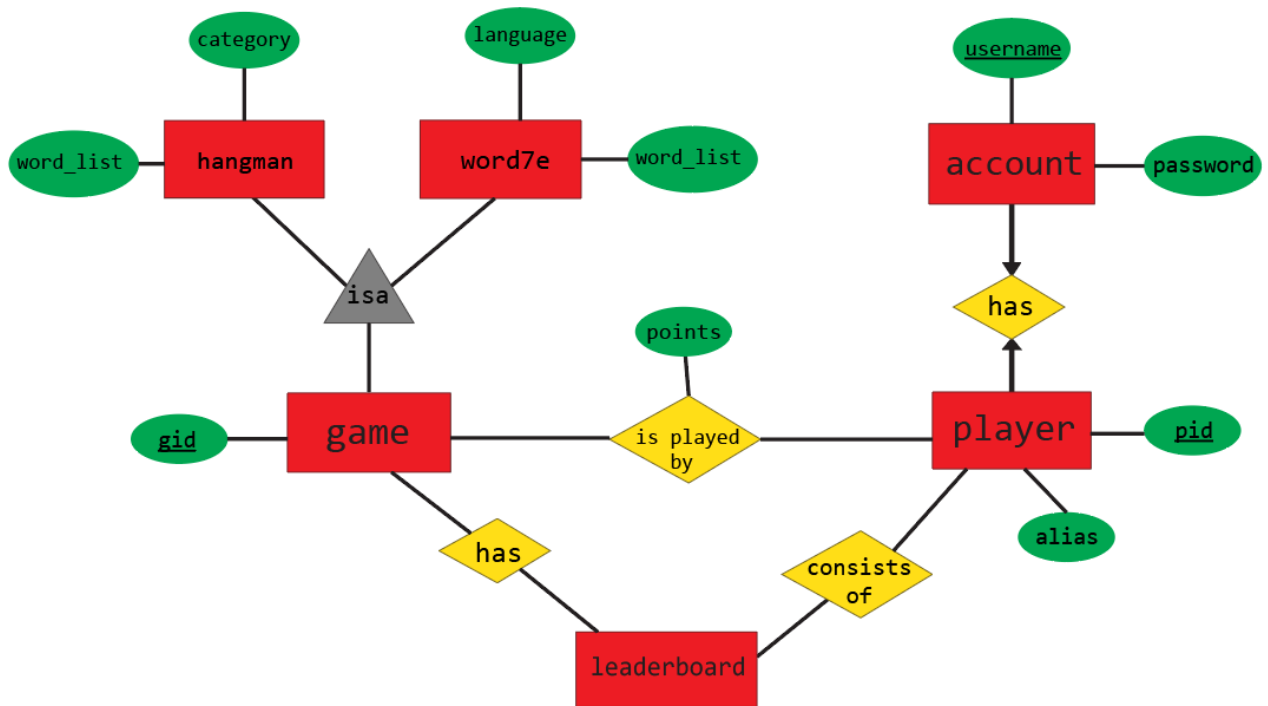 category
language
username
word_list
hangman
word7e
word_list
account
password
isa
has
points
gid
game
is played
by
player
pid
has
consists
of
alias
leaderboard